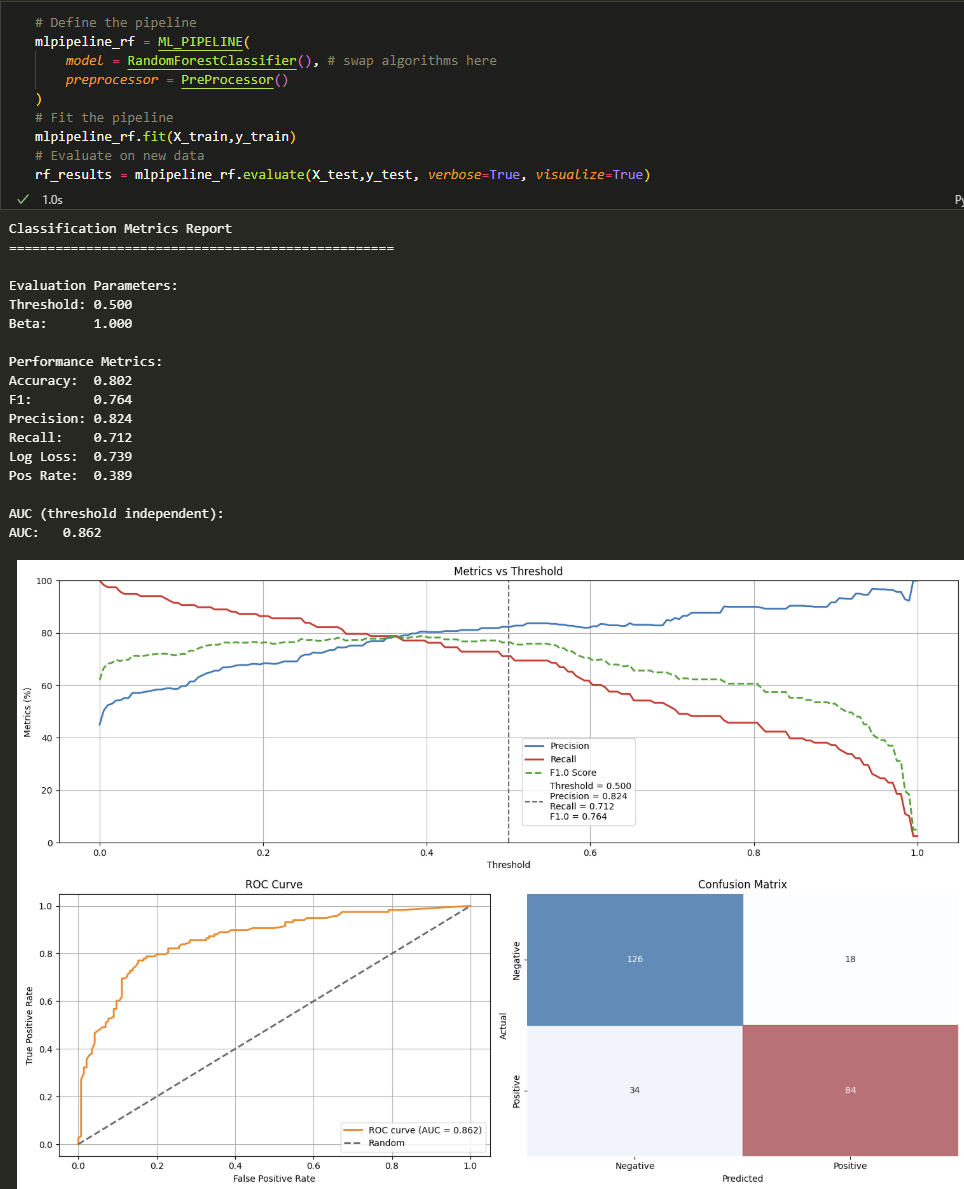 # Define the pipeline
mlpipeline_rf = ML_PIPELINE(
model = RandomForestClassifier(), # swap algorithms here
preprocessor = PreProcessor()
)
# Fit the pipeline
mlpipeline_rf.fit(X_train,y_train)
# Evaluate on new data
rf_results = mlpipeline_rf.evaluate(X_test,y_test, verbose=True, visualize=True)
1.0s
Classification Metrics Report
==================================================
Evaluation Parameters:
Threshold: 0.500
Beta: 1.000
Performance Metrics:
Accuracy: 0.802
F1: 0.764
Precision: 0.824
Recall: 0.712
Log Loss: 0.739
Pos Rate: 0.389
AUC (threshold independent):
AUC: 0.862
Metrics vs Threshold
100
80
60
40
20
0
Metrics (%)
0.0 0.2 0.4 0.6 0.8 1.0
Threshold
Precision
Recall
F1.0 Score
Threshold = 0.500
Precision = 0.824
Recall = 0.712
F1.0 = 0.764
ROC Curve
1.0
0.8
0.6
0.4
0.2
0.0
True Positive Rate
0.0 0.2 0.4 0.6 0.8 1.0
False Positive Rate
ROC curve (AUC = 0.862)
Random
Confusion Matrix
Actual
Negative
126 18
Positive
34 84
Negative Positive
Predicted